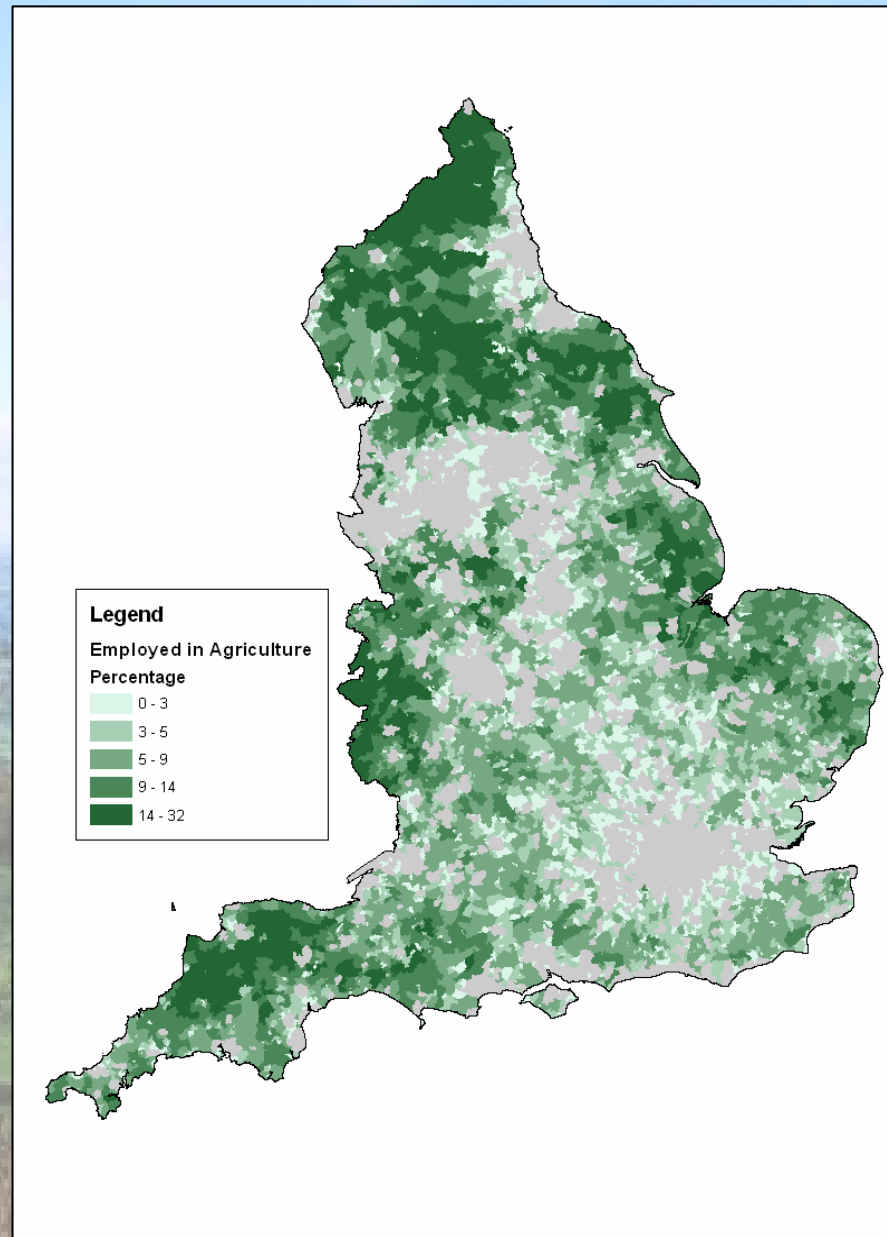 Legend
Employed in Agriculture
Percentage
0 - 3
3 - 5
5 - 9
9 - 14
14 - 32